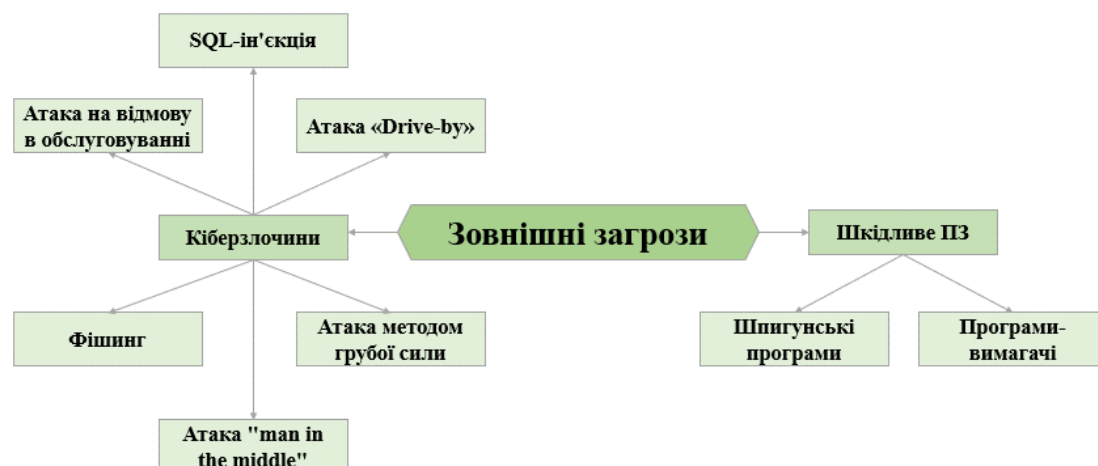 SQL-ін'єкція
Атака на відмову
в обслуговуванні
Атака «Drive-by»
Кіберзлочини
Зовнішні загрози
Шкідливе ПЗ
Фішинг
Атака методом
грубої сили
Шпигунські
програми
Програми-
вимагачі
Атака "man in
the middle"